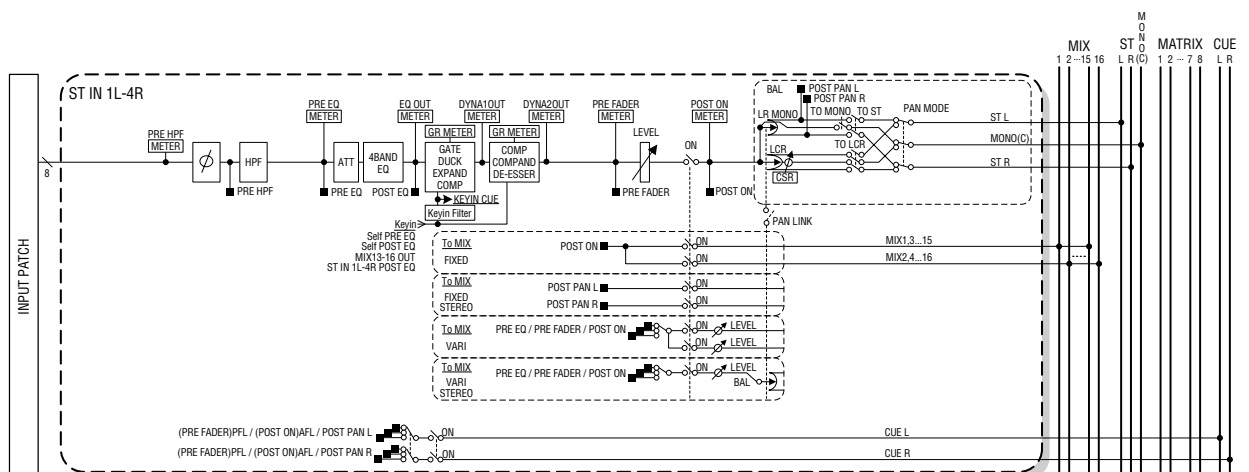 MIX
ST
MONO(C)
MATRIX
CUE
1 2 ··· 15 16
L R
1 2 ··· 7 8
L R
INPUT PATCH
8
ST IN 1L-4R
PRE HPF
METER
Ø
PRE HPF
HPF
PRE EQ
METER
PRE EQ
ATT
4BAND
EQ
EQ OUT
METER
POST EQ
DYNA1OUT
METER
GR METER
GATE
DUCK
EXPAND
COMP
KEYIN CUE
Keyin Filter
DYNA2OUT
METER
GR METER
COMP
COMPAND
DE-ESSER
PRE FADER
METER
LEVEL
PRE FADER
ON
POST ON
METER
POST ON
BAL
POST PAN L
POST PAN R
LR MONO
TO MONO
TO ST
PAN MODE
TO LCR
LCR
CSR
ST L
MONO(C)
ST R
PAN LINK
Keyin
Self PRE EQ
Self POST EQ
MIX13-16 OUT
ST IN 1L-4R POST EQ
To MIX
FIXED
POST ON
ON
ON
MIX1,3...15
MIX2,4...16
To MIX
FIXED
STEREO
POST PAN L
ON
POST PAN R
ON
To MIX
VARI
PRE EQ / PRE FADER / POST ON
ON
LEVEL
ON
LEVEL
To MIX
VARI
STEREO
PRE EQ / PRE FADER / POST ON
ON
LEVEL
BAL
(PRE FADER)PFL / (POST ON)AFL / POST PAN L
ON
CUE L
(PRE FADER)PFL / (POST ON)AFL / POST PAN R
ON
CUE R